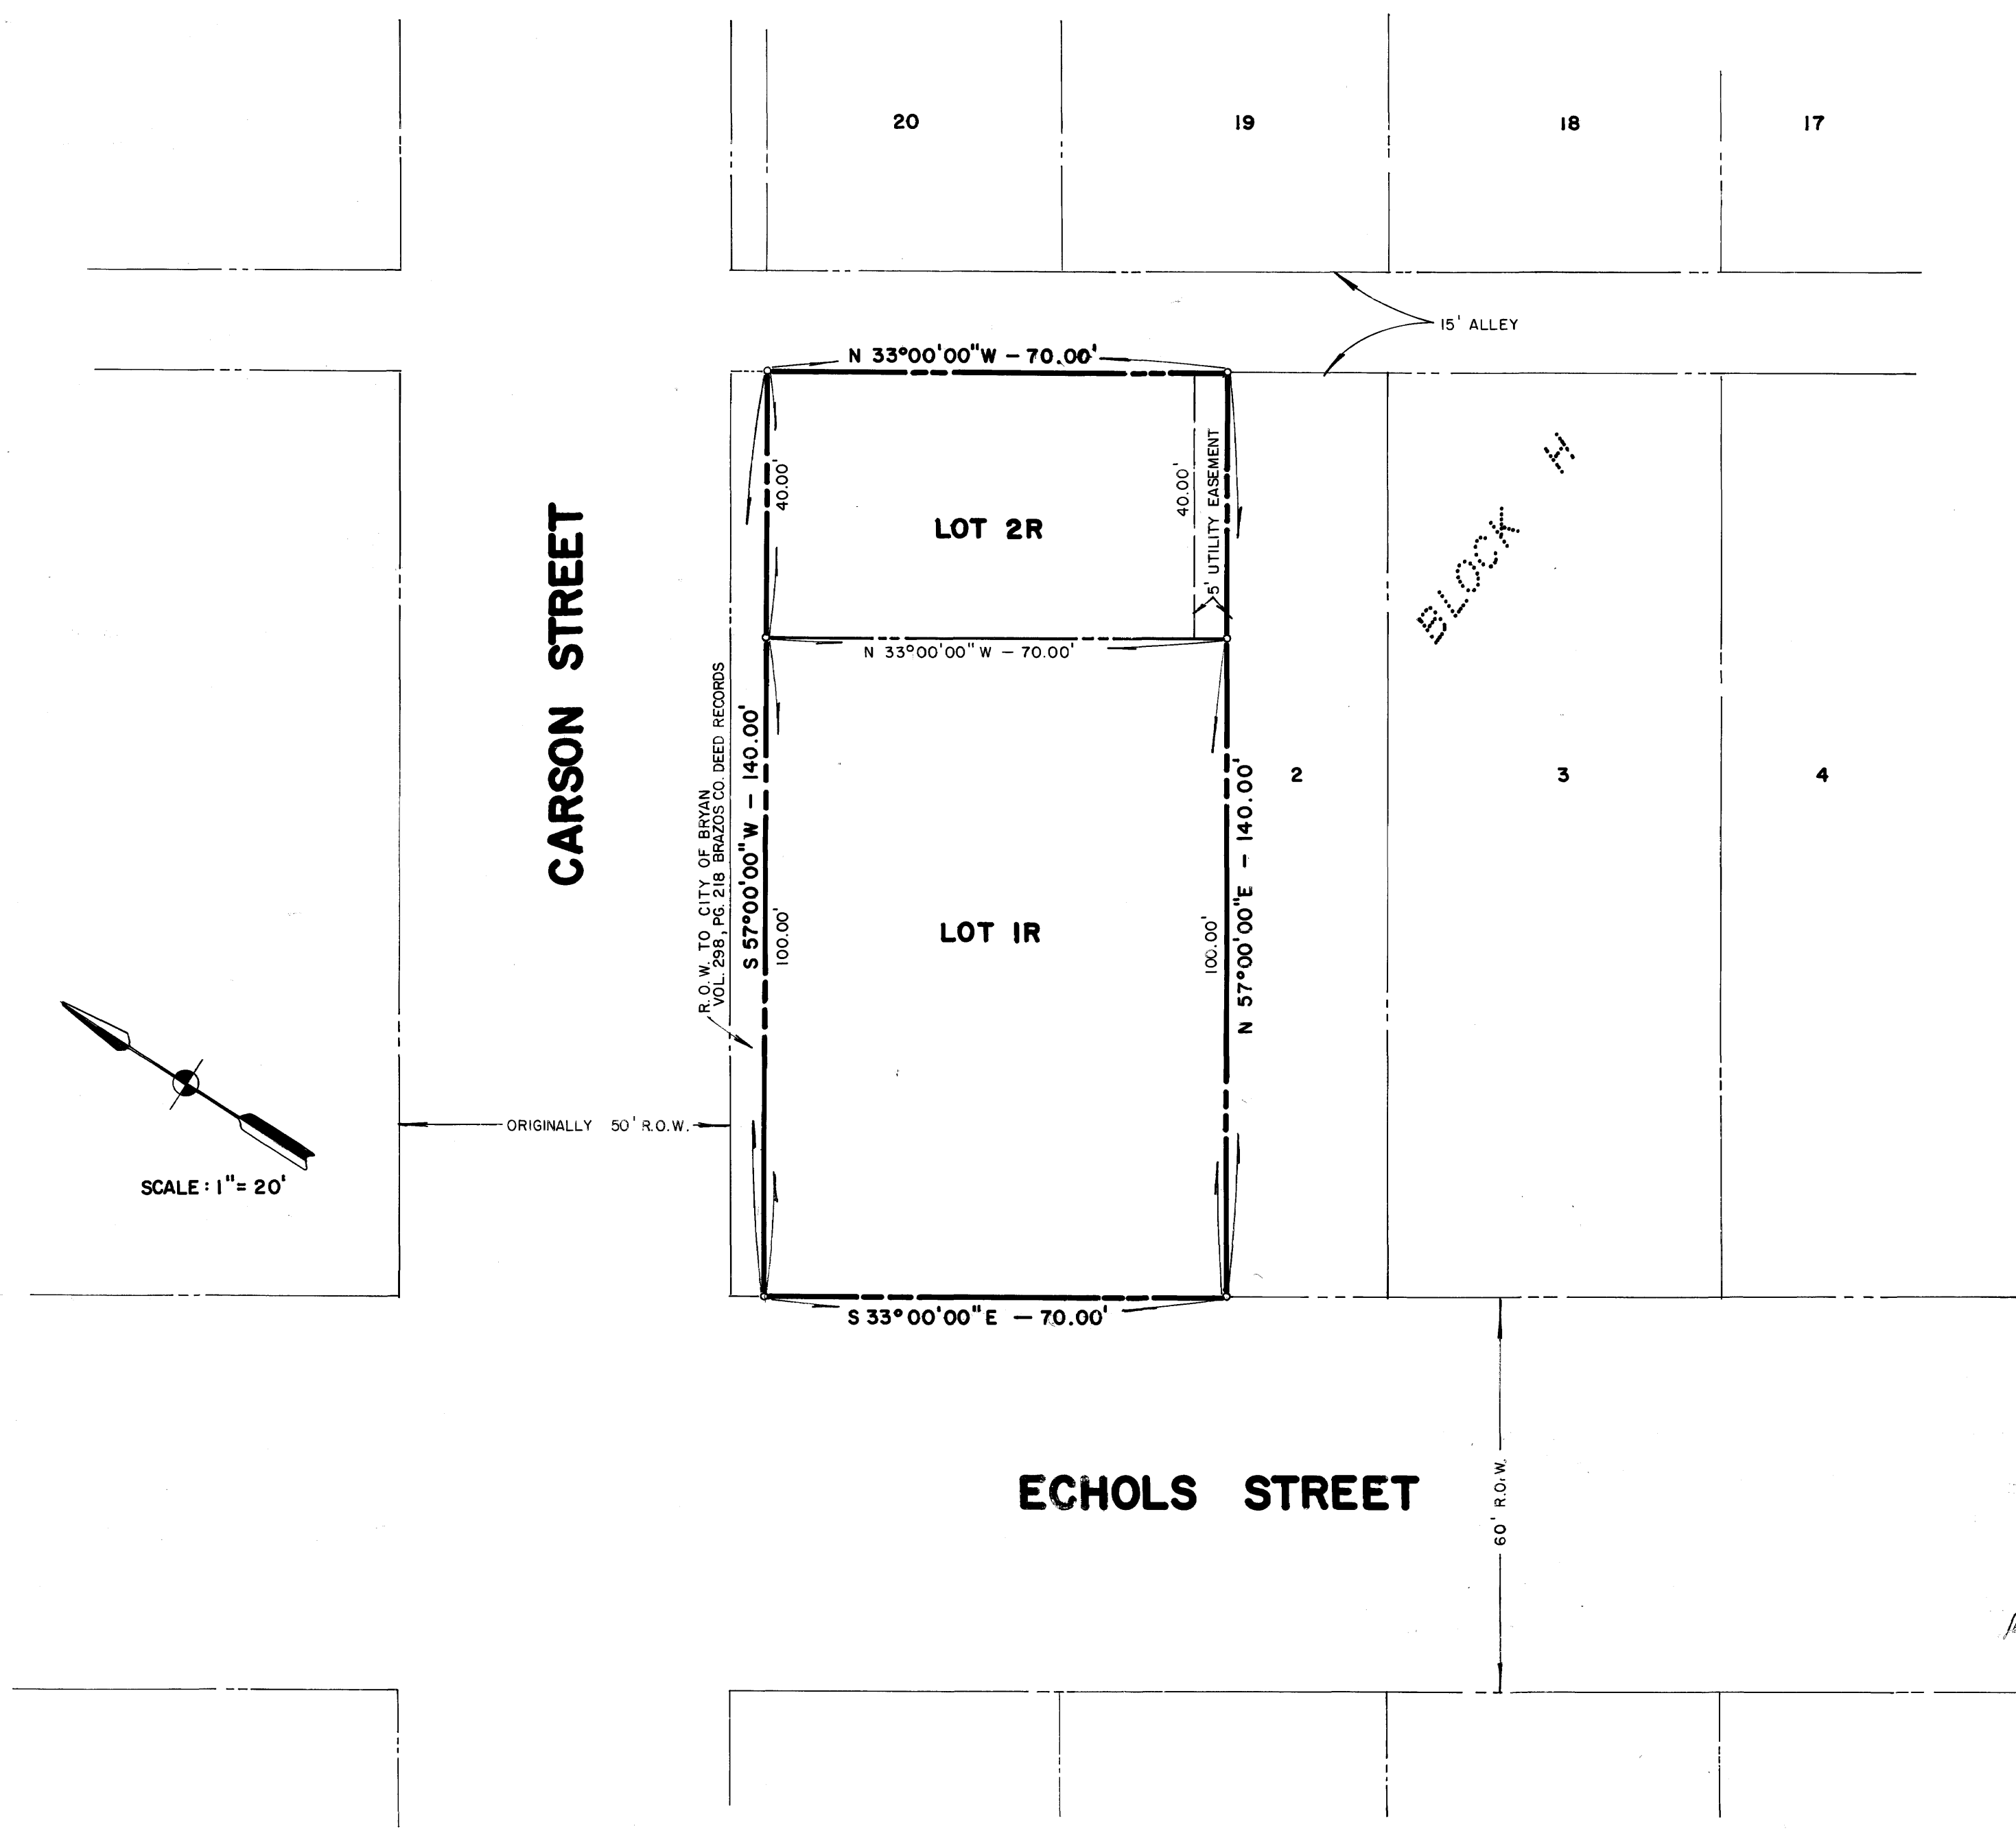 20
19
18
17
15' ALLEY
N 33°00'00"W – 70.00'
40.00'
40.00'
5' UTILITY EASEMENT
LOT 2R
BLOCK H
N 33°00'00" W – 70.00'
CARSON STREET
R.O.W. TO CITY OF BRYAN
VOL. 298, PG. 218 BRAZOS CO. DEED RECORDS
S 57°00'00"W – 140.00'
100.00'
LOT 1R
100.00'
N 57°00'00"E – 140.00'
2
3
4
ORIGINALLY 50' R.O.W.
SCALE: 1"= 20'
S 33°00'00"E – 70.00'
ECHOLS STREET
60' R.O.W.